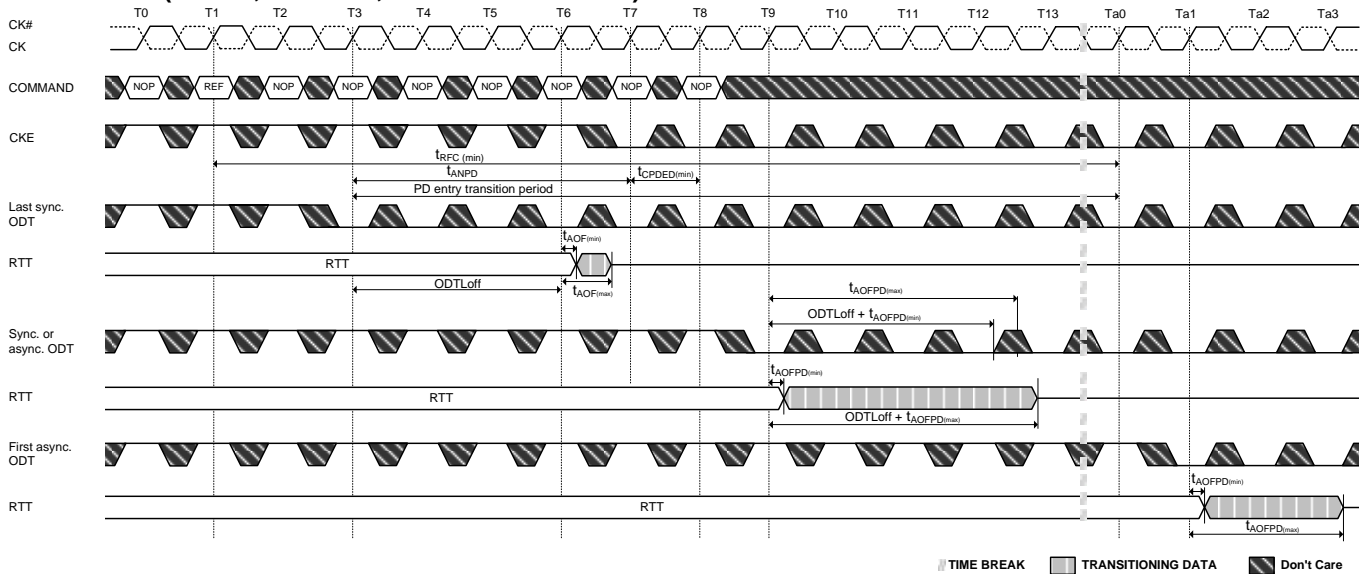 CK#
CK
T0 T1 T2 T3 T4 T5 T6 T7 T8 T9 T10 T11 T12 T13 Ta0 Ta1 Ta2 Ta3
COMMAND NOP REF NOP NOP NOP NOP NOP NOP NOP
CKE
tRFC (min)
tANPD tCPDED(min)
PD entry transition period
Last sync.
ODT
tAOF(min)
RTT RTT
ODTLoff tAOF(max)
tAOFPD(max)
ODTLoff + tAOFPD(min)
Sync. or
async. ODT
tAOFPD(min)
RTT RTT
ODTLoff + tAOFPD(max)
First async.
ODT
tAOFPD(min)
RTT RTT
tAOFPD(max)
TIME BREAK TRANSITIONING DATA Don't Care